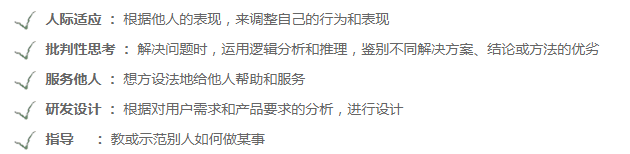 人际适应 ：根据他人的表现，来调整自己的行为和表现
批判性思考 ：解决问题时，运用逻辑分析和推理，鉴别不同解决方案、结论或方法的优劣
服务他人 ：想方设法地给他人帮助和服务
研发设计 ：根据对用户需求和产品要求的分析，进行设计
指导 ：教或示范别人如何做某事